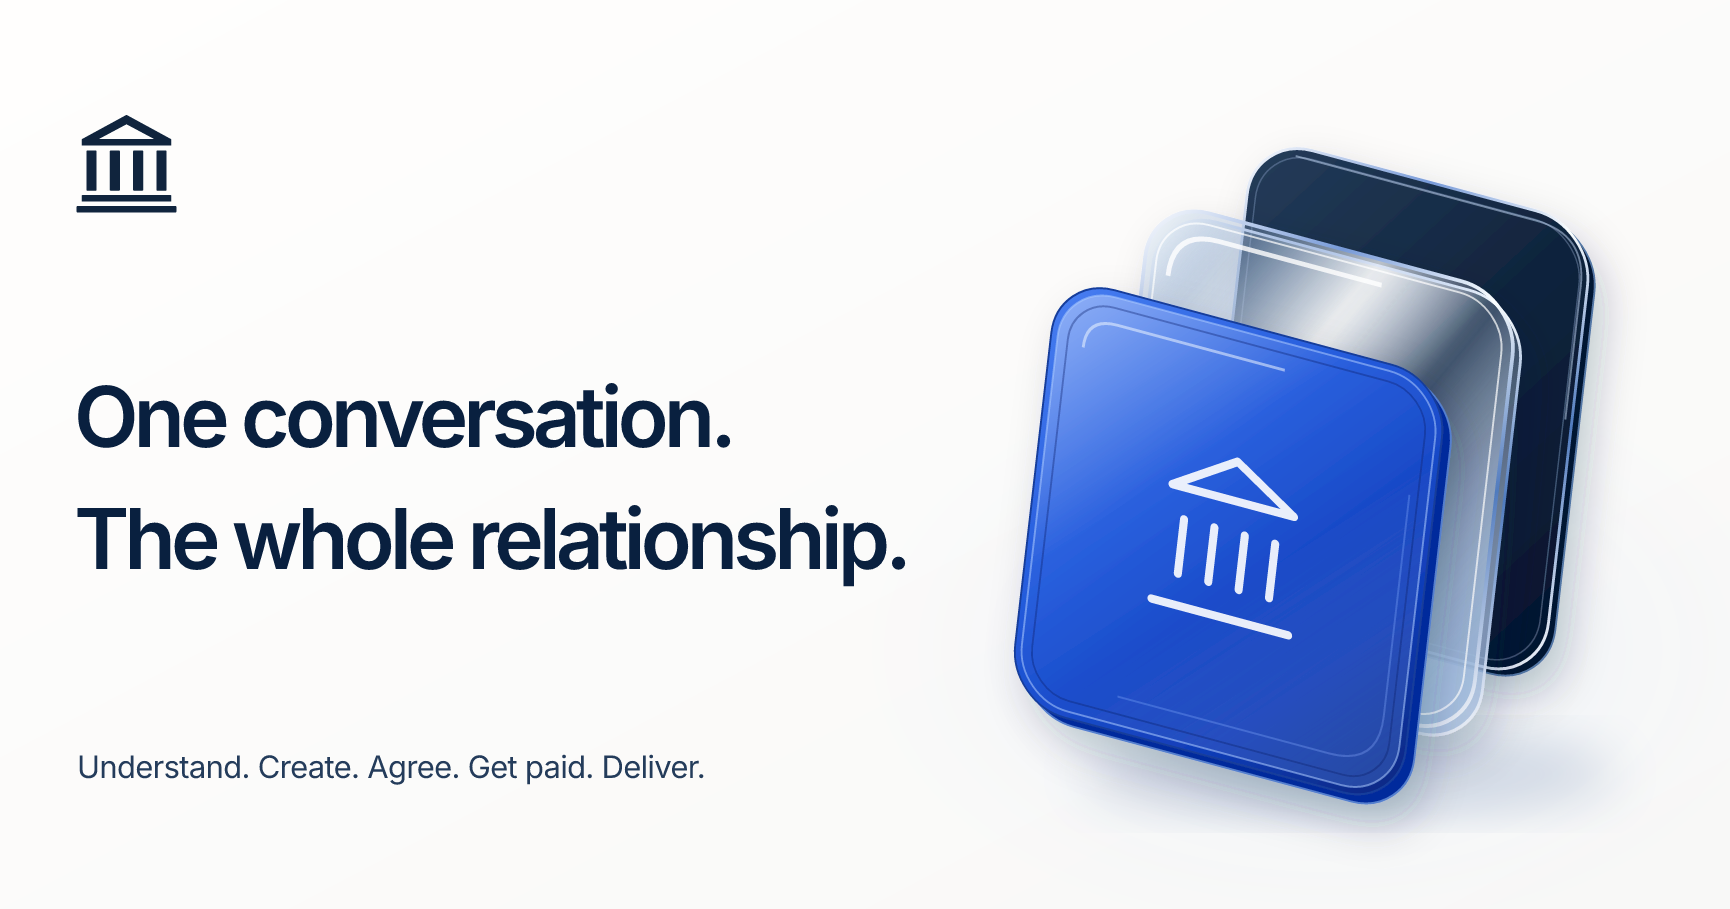 One conversation.
The whole relationship.
Understand. Create. Agree. Get paid. Deliver.